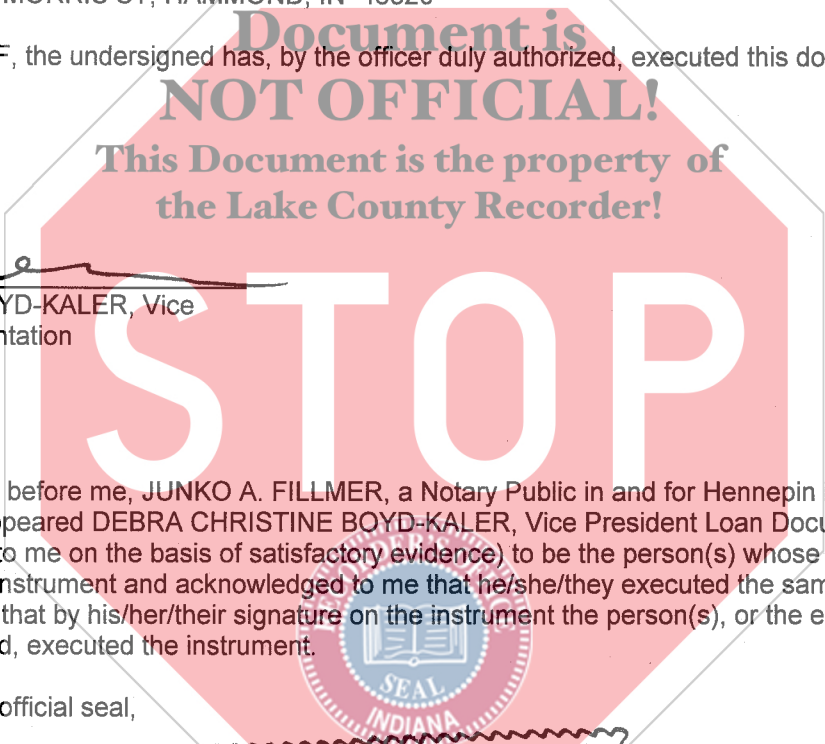 MORRIS ST, HAMMOND, IN
Document is
, the undersigned has, by the officer duly authorized, executed this do
NOT OFFICIAL!
This Document is the property of
the Lake County Recorder!
YD-KALER, Vice
ntation
STOP
before me, JUNKO A. FILLMER, a Notary Public in and for Hennepin
peared DEBRA CHRISTINE BOYD-KALER, Vice President Loan Docu
to me on the basis of satisfactory evidence) to be the person(s) whose
nstrument and acknowledged to me that he/she/they executed the sam
that by his/her/their signature on the instrument the person(s), or the e
d, executed the instrument.
RECORDER'S OFFICE
SEAL
INDIANA
official seal,